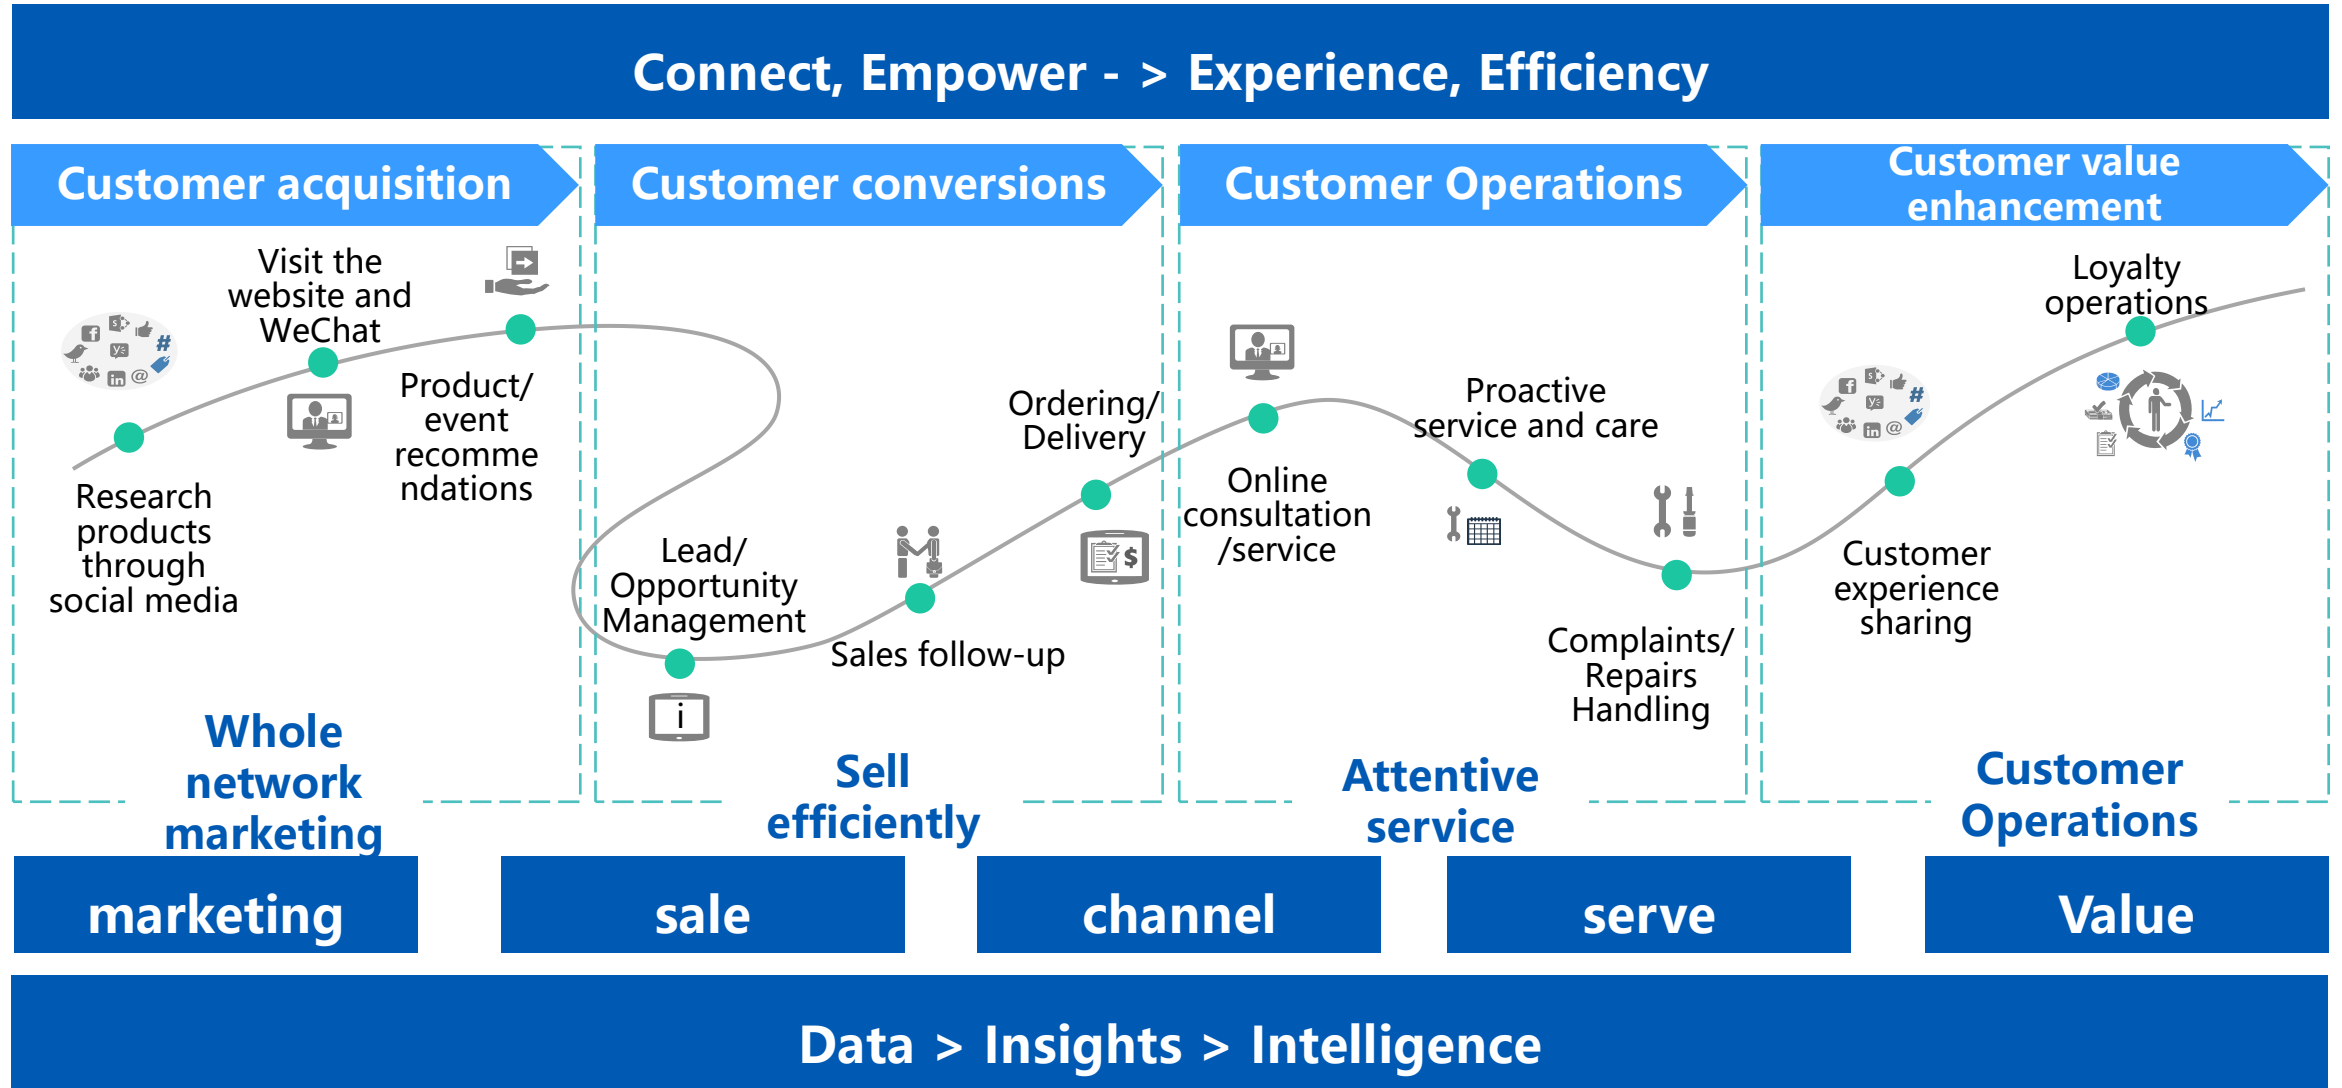 Connect, Empower - > Experience, Efficiency
Customer acquisition
Customer conversions
Customer Operations
Customer value
enhancement
Visit the
website and
WeChat
Product/
event
recomme
ndations
Research
products
through
social media
Lead/
Opportunity
Management
Sales follow-up
Ordering/
Delivery
Online
consultation
/service
Proactive
service and care
Complaints/
Repairs
Handling
Customer
experience
sharing
Loyalty
operations
i
$
Whole
network
marketing
Sell
efficiently
Attentive
service
Customer
Operations
marketing
sale
channel
serve
Value
Data > Insights > Intelligence